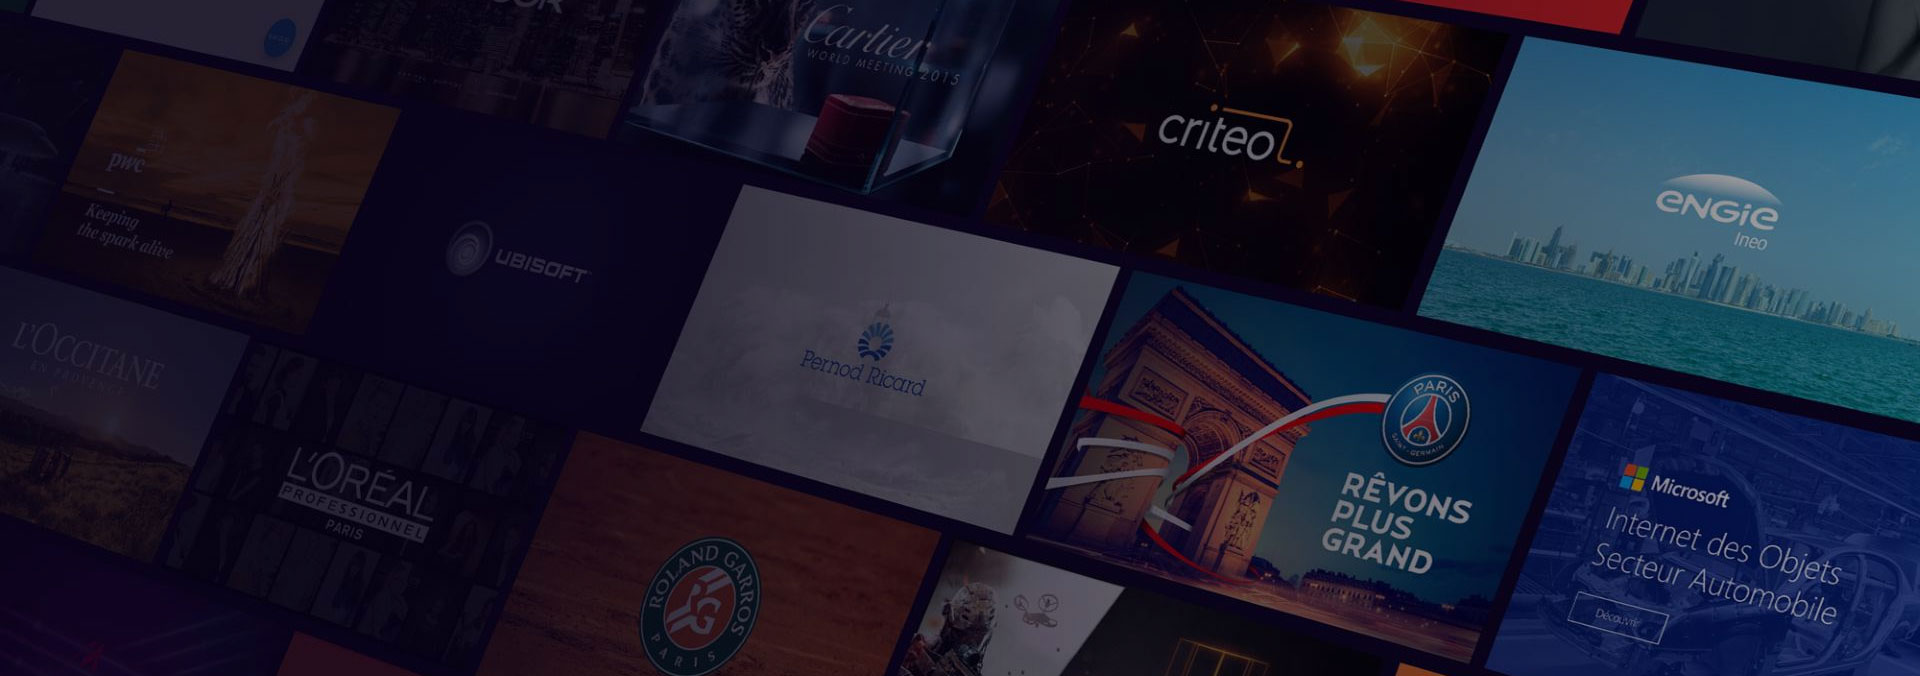 Cartier
WORLD MEETING 2015
criteol.
ENGIE
Ineo
pwc
Keeping
the spark alive
UBISOFT
Pernod Ricard
PARIS
SAINT-GERMAIN
RÊVONS
PLUS
GRAND
Microsoft
Internet des Objets
Secteur Automobile
Découvrir
L'OCCITANE
EN PROVENCE
L'ORÉAL
PROFESSIONNEL
PARIS
ROLAND GARROS
RG
PARIS